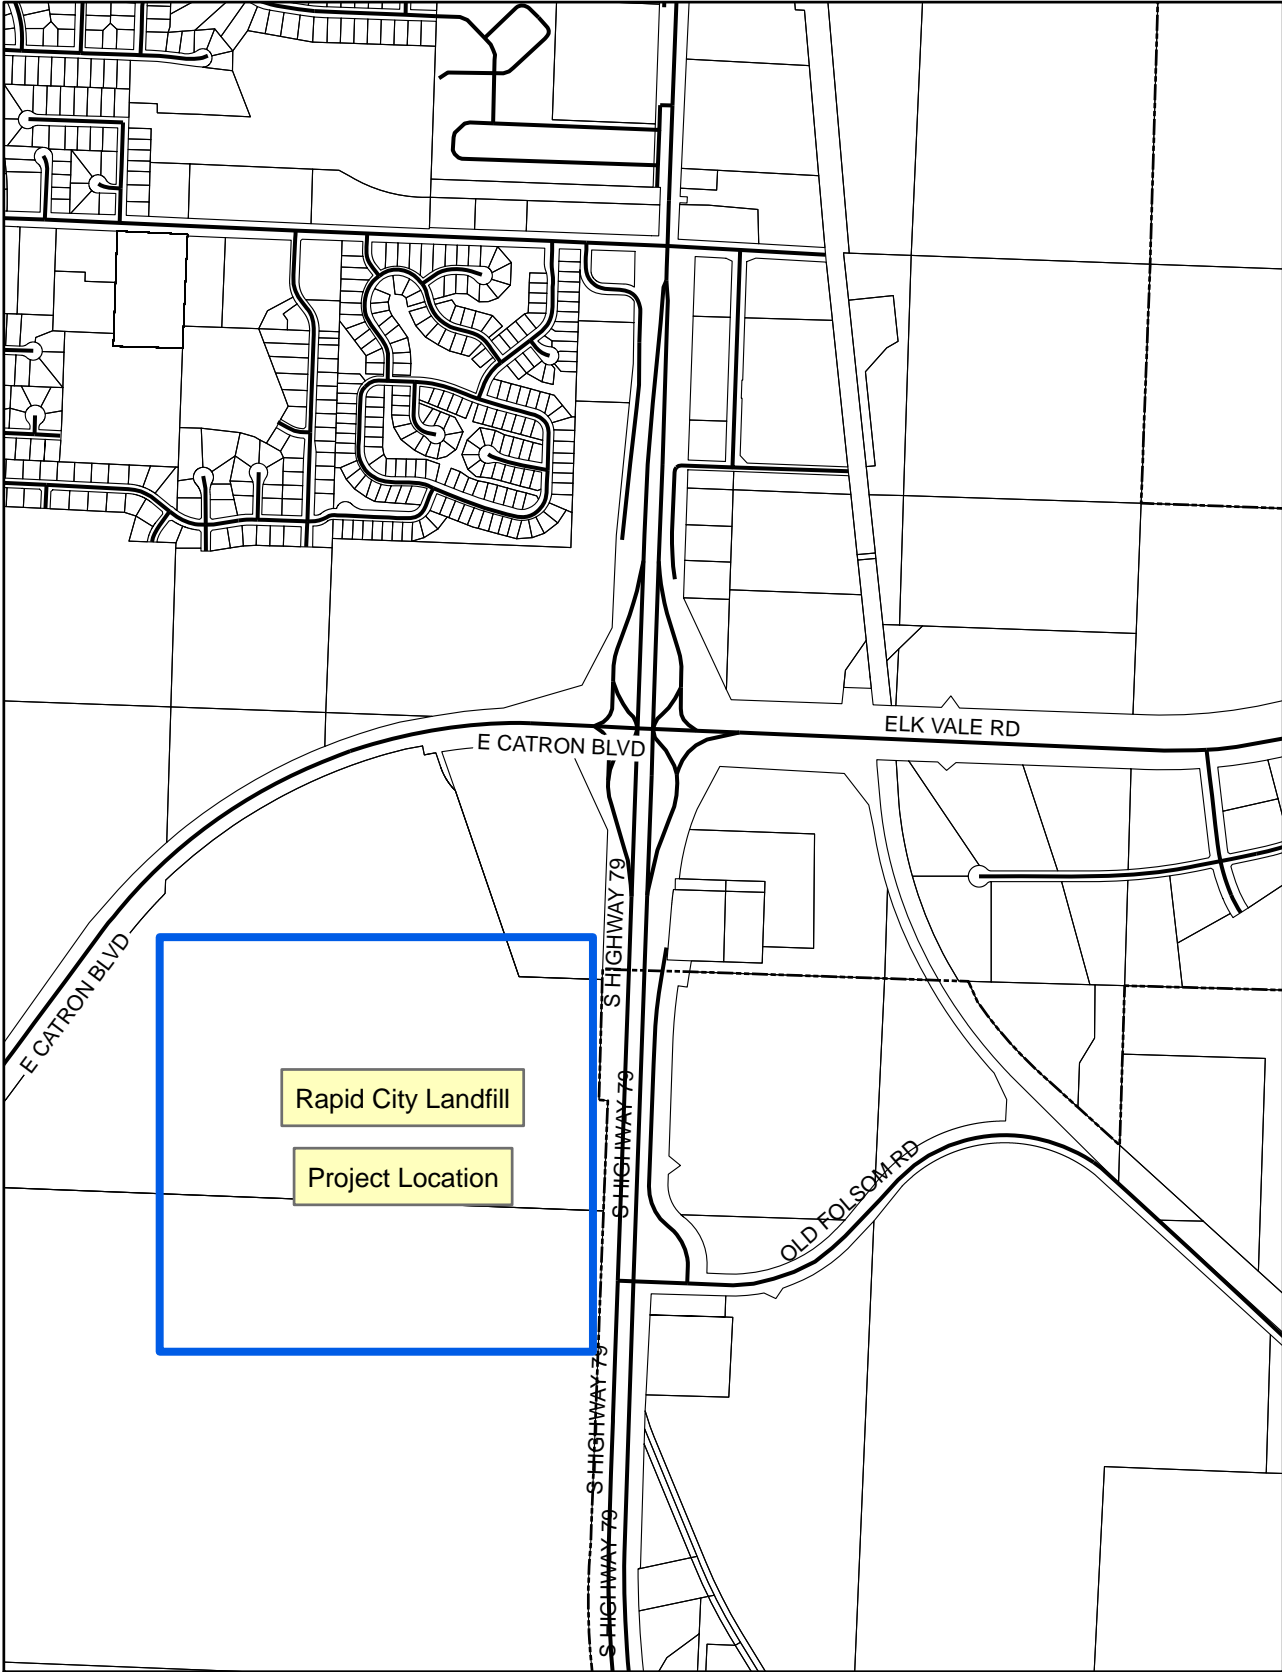 ELK VALE RD
E CATRON BLVD
S HIGHWAY 79
E CATRON BLVD
Rapid City Landfill
S HIGHWAY 79
Project Location
OLD FOLSOM RD
S HIGHWAY 79
S HIGHWAY 79